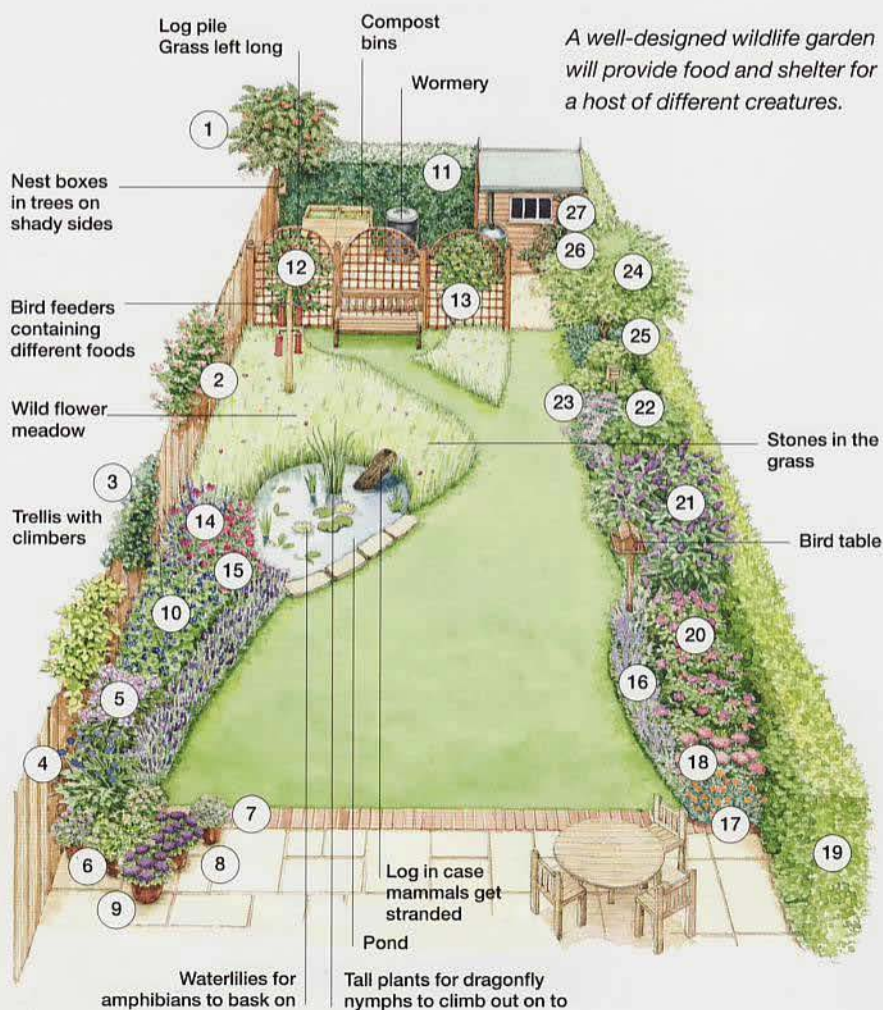 Log pile
Grass left long
Compost
bins
Wormery
A well-designed wildlife garden
will provide food and shelter for
a host of different creatures.
1
11
Nest boxes
in trees on
shady sides
27
26
24
12
13
Bird feeders
containing
different foods
25
2
23
22
Wild flower
meadow
Stones in the
grass
3
Trellis with
climbers
14
21
15
Bird table
10
20
5
16
4
18
7
17
6
8
19
9
Log in case
mammals get
stranded
Pond
Waterlilies for
amphibians to bask on
Tall plants for dragonfly
nymphs to climb out on to